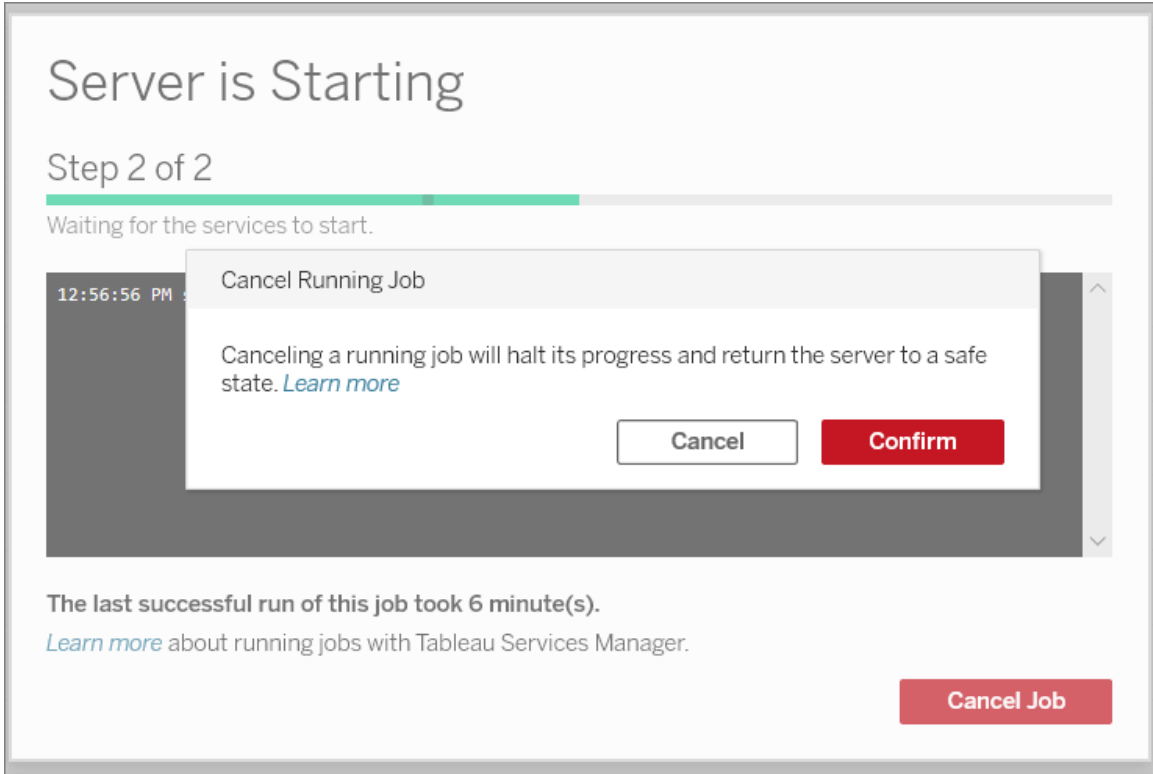 Server is Starting
Step 2 of 2
Waiting for the services to start.
12:56:56 PM
Cancel Running Job
Canceling a running job will halt its progress and return the server to a safe
state. Learn more
Cancel
Confirm
The last successful run of this job took 6 minute(s).
Learn more about running jobs with Tableau Services Manager.
Cancel Job